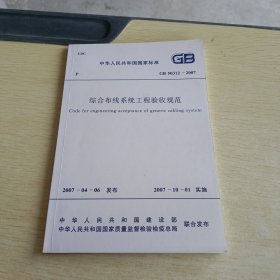 UDC
中华人民共和国国家标准
GB
P
GB 50312－2007
综合布线系统工程验收规范
Code for engineering acceptance of generic cabling system
2007－04－06 发布
2007－10－01 实施
中华人民共和国建设部
中华人民共和国国家质量监督检验检疫总局
联合发布